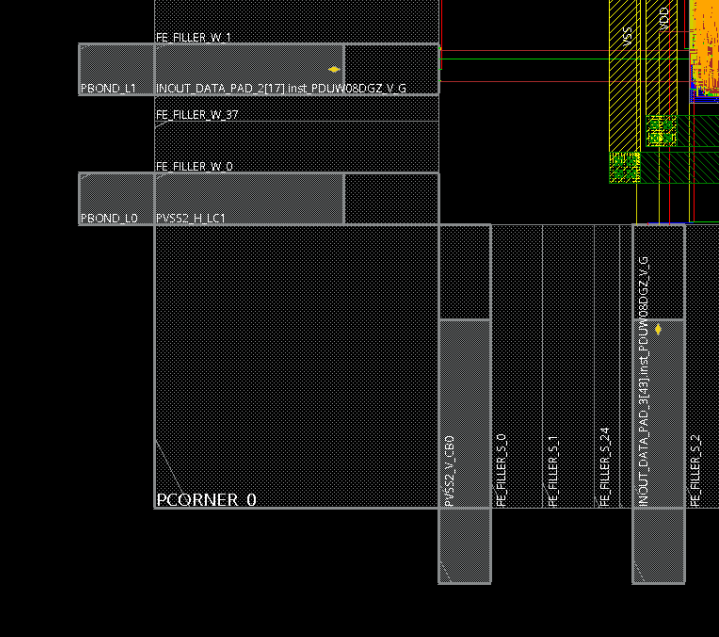 FE_FILLER_W_1
VSS
VDD
PBOND_L1
INOUT_DATA_PAD_2[17].inst_PDUW08DGZ_V_G
FE_FILLER_W_37
FE_FILLER_W_0
PBOND_L0
PVSS2_H_LC1
PCORNER_0
PVSS2_V_CB0
FE_FILLER_S_0
FE_FILLER_S_1
FE_FILLER_S_24
INOUT_DATA_PAD_3[43].inst_PDUW08DGZ_V_G
FE_FILLER_S_2